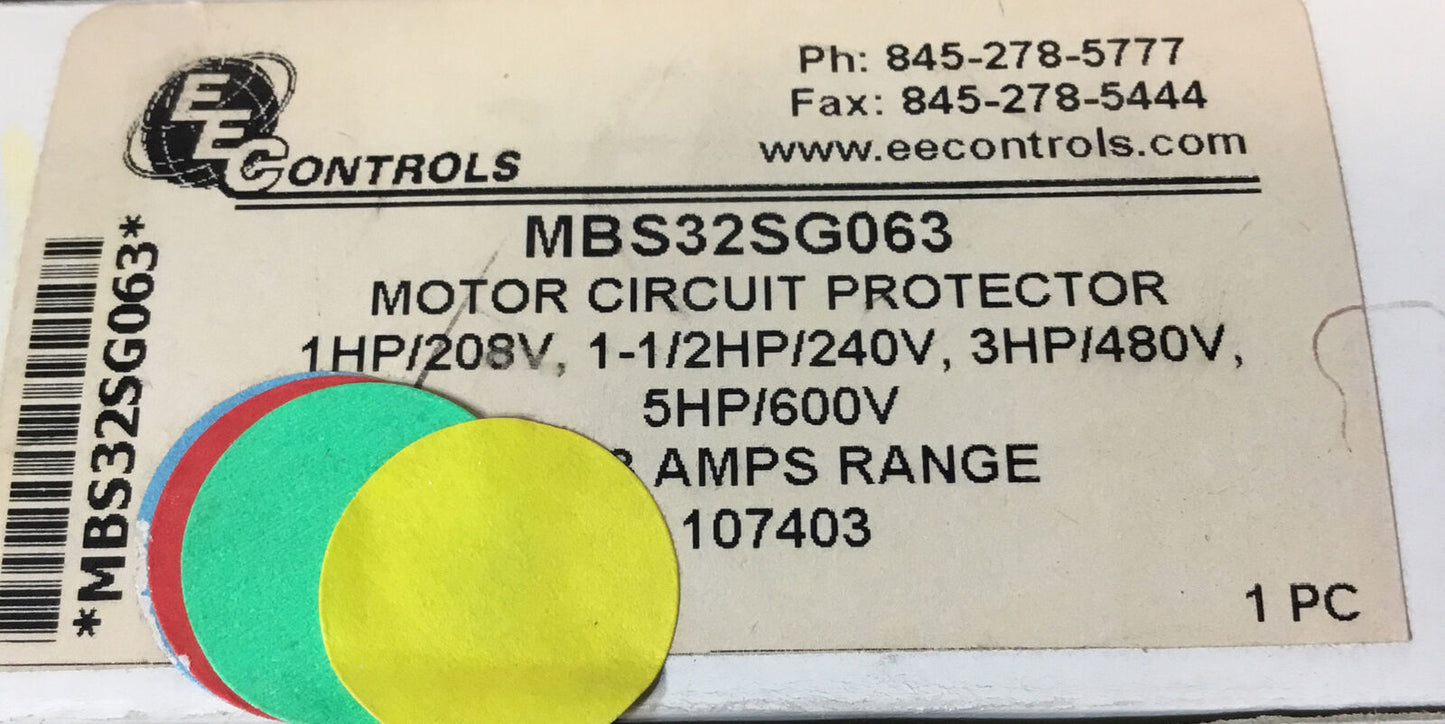 Ph: 845-278-5777
Fax: 845-278-5444
www.eecontrols.com
EE CONTROLS
MBS32SG063
MOTOR CIRCUIT PROTECTOR
1HP/208V, 1-1/2HP/240V, 3HP/480V,
5HP/600V
AMPS RANGE
107403
1 PC
*MBS32SG063*